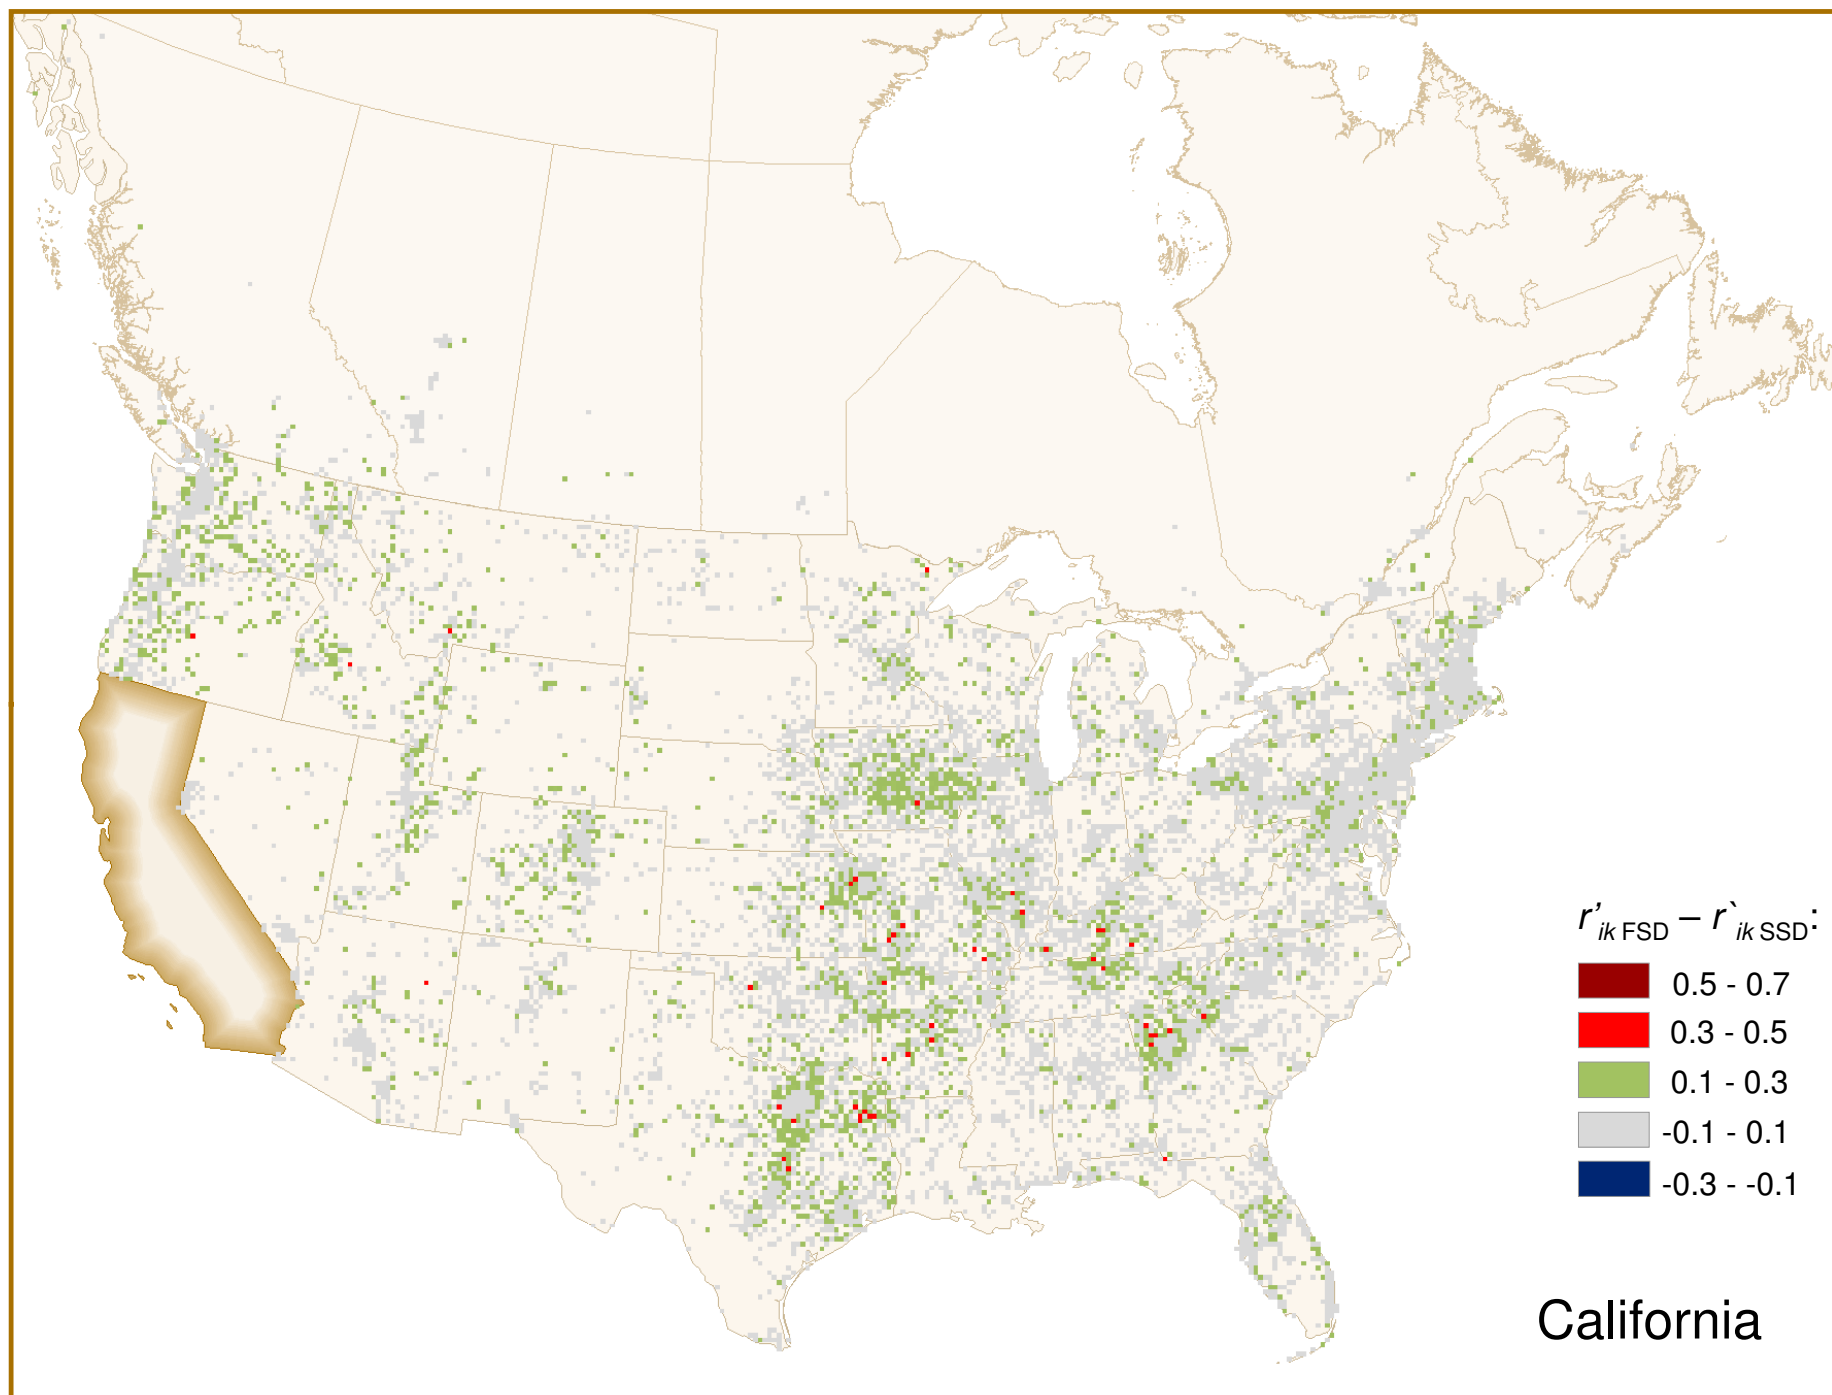 r’ik FSD – r`ik SSD:
0.5 - 0.7
0.3 - 0.5
0.1 - 0.3
-0.1 - 0.1
-0.3 - -0.1
California